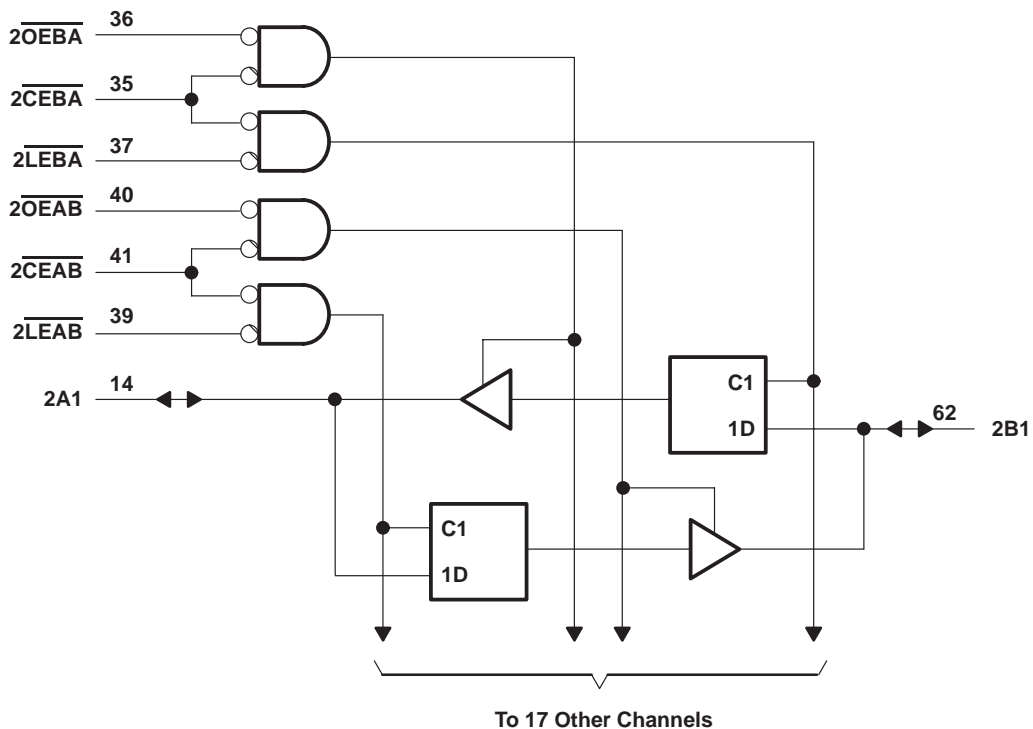 2OEBA 36
2CEBA 35
2LEBA 37
2OEAB 40
2CEAB 41
2LEAB 39
2A1 14
C1
1D
62 2B1
C1
1D
To 17 Other Channels